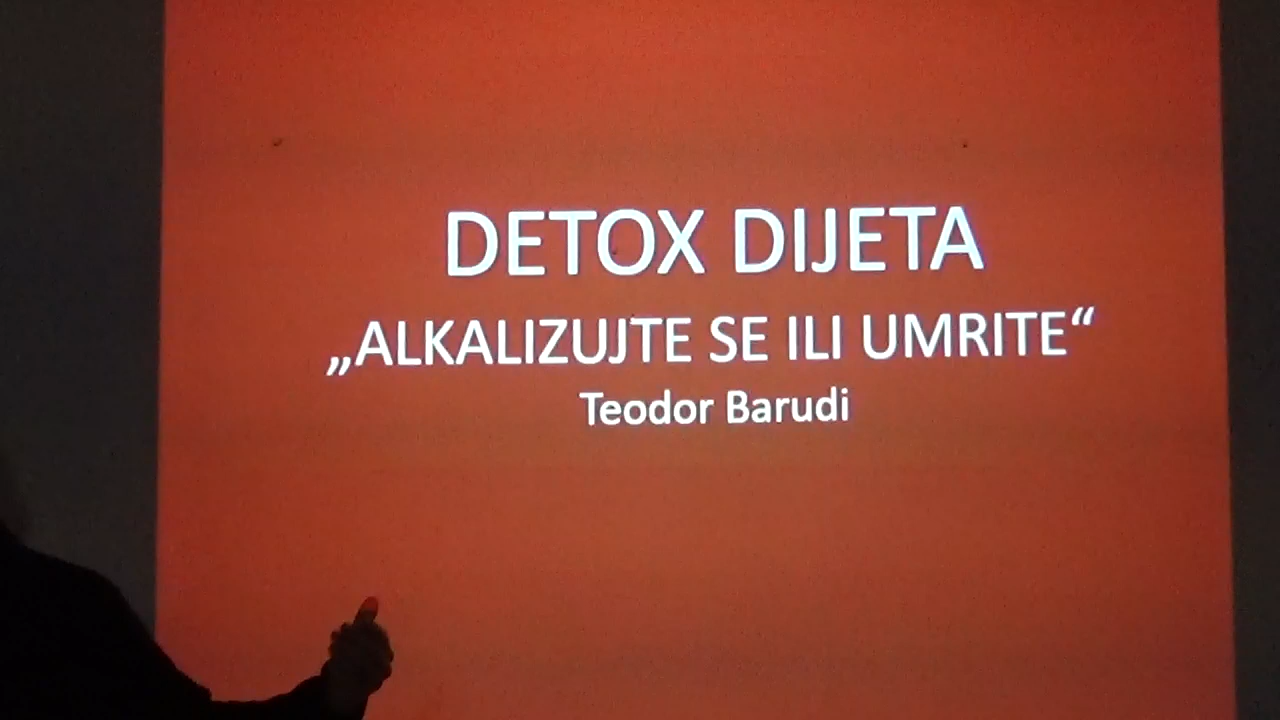 DETOX DIJETA
„ALKALIZUJTE SE ILI UMRITE“
Teodor Barudi